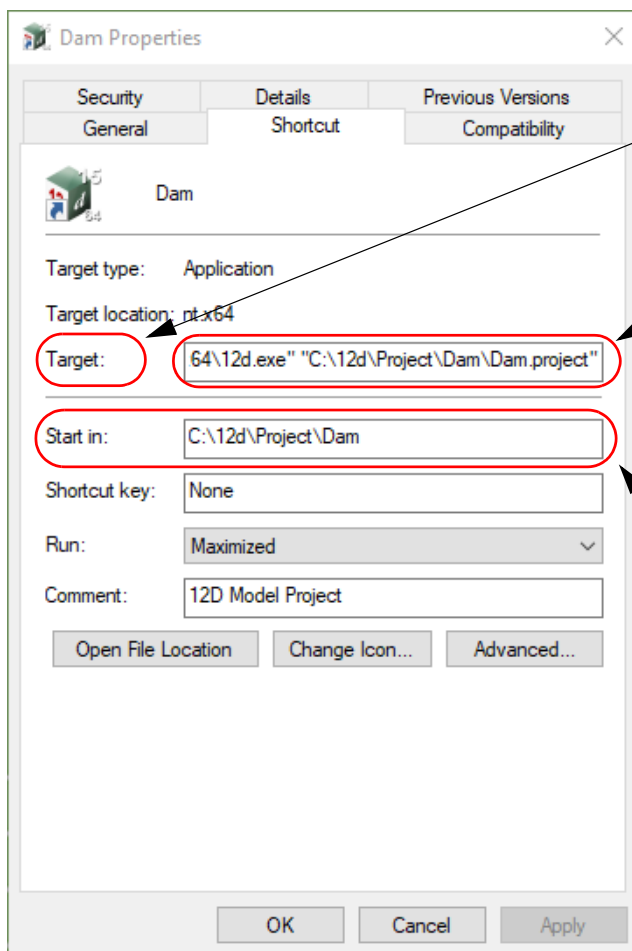 Dam Properties
Security Details Previous Versions
General Shortcut Compatibility
15
d
64
Dam
Target type: Application
Target location: nt.x64
Target: 64\12d.exe" "C:\12d\Project\Dam\Dam.project"
Start in: C:\12d\Project\Dam
Shortcut key: None
Run: Maximized
Comment: 12D Model Project
Open File Location Change Icon... Advanced...
OK Cancel Apply